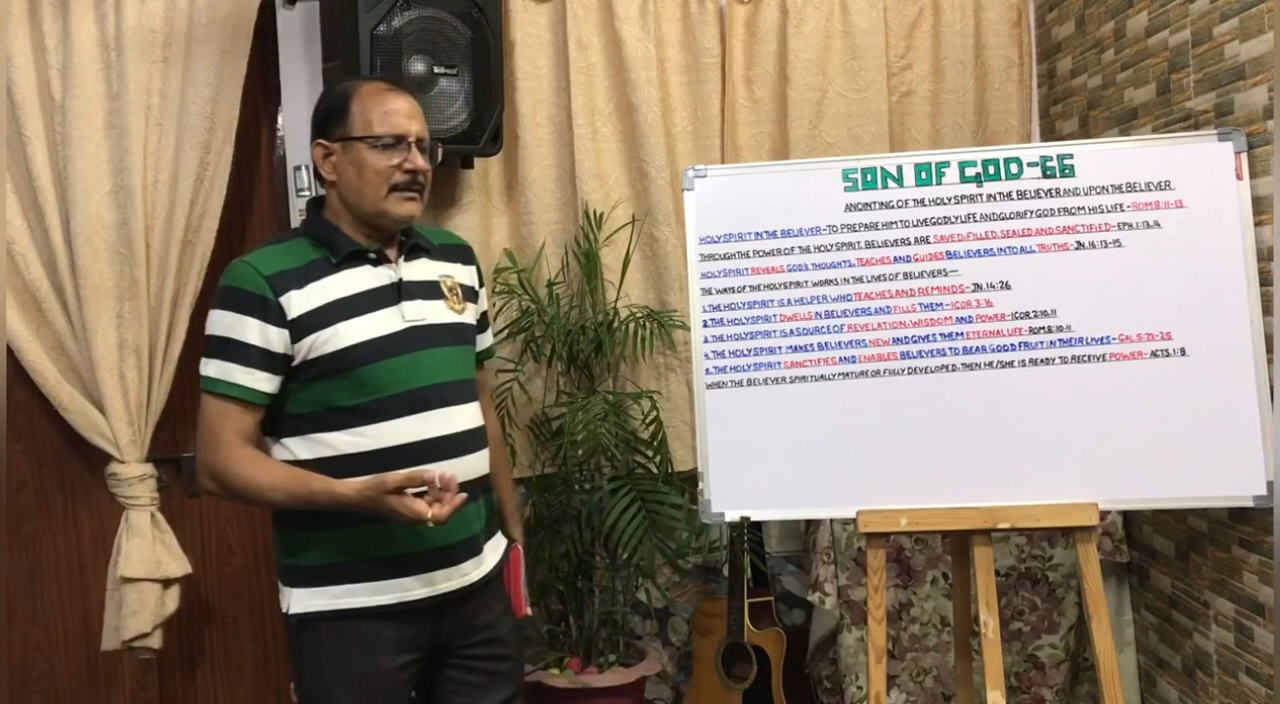 SON OF GOD-66
ANOINTING OF THE HOLY SPIRIT IN THE BELIEVER AND UPON THE BELIEVER
HOLY SPIRIT IN THE BELIEVER-TO PREPARE HIM TO LIVE GODLY LIFE AND GLORIFY GOD FROM HIS LIFE-ROM 8:11-13
THROUGH THE POWER OF THE HOLY SPIRIT. BELIEVERS ARE SAVED, FILLED, SEALED AND SANCTIFIED-EPH.1:13,14
HOLY SPIRIT REVEALS GOD'S THOUGHTS, TEACHES AND GUIDES BELIEVERS INTO ALL TRUTHS-JN.16:13-15
THE WAYS OF THE HOLY SPIRIT WORKS IN THE LIVES OF BELIEVERS-
1. THE HOLY SPIRIT IS A HELPER WHO TEACHES AND REMINDS-JN.14:26
2. THE HOLY SPIRIT DWELLS IN BELIEVERS AND FILLS THEM-1COR.3:16
3. THE HOLY SPIRIT IS A SOURCE OF REVELATION, WISDOM AND POWER-1COR 2:10,11
4. THE HOLY SPIRIT MAKES BELIEVERS NEW AND GIVES THEM ETERNAL LIFE-ROM8:10-11
5. THE HOLY SPIRIT SANCTIFIES AND ENABLES BELIEVERS TO BEAR GOOD FRUIT IN THEIR LIVES-GAL 5:22-25
WHEN THE BELIEVER SPIRITUALLY MATURE OR FULLY DEVELOPED, THEN HE/SHE IS READY TO RECEIVE POWER-ACTS.1:8